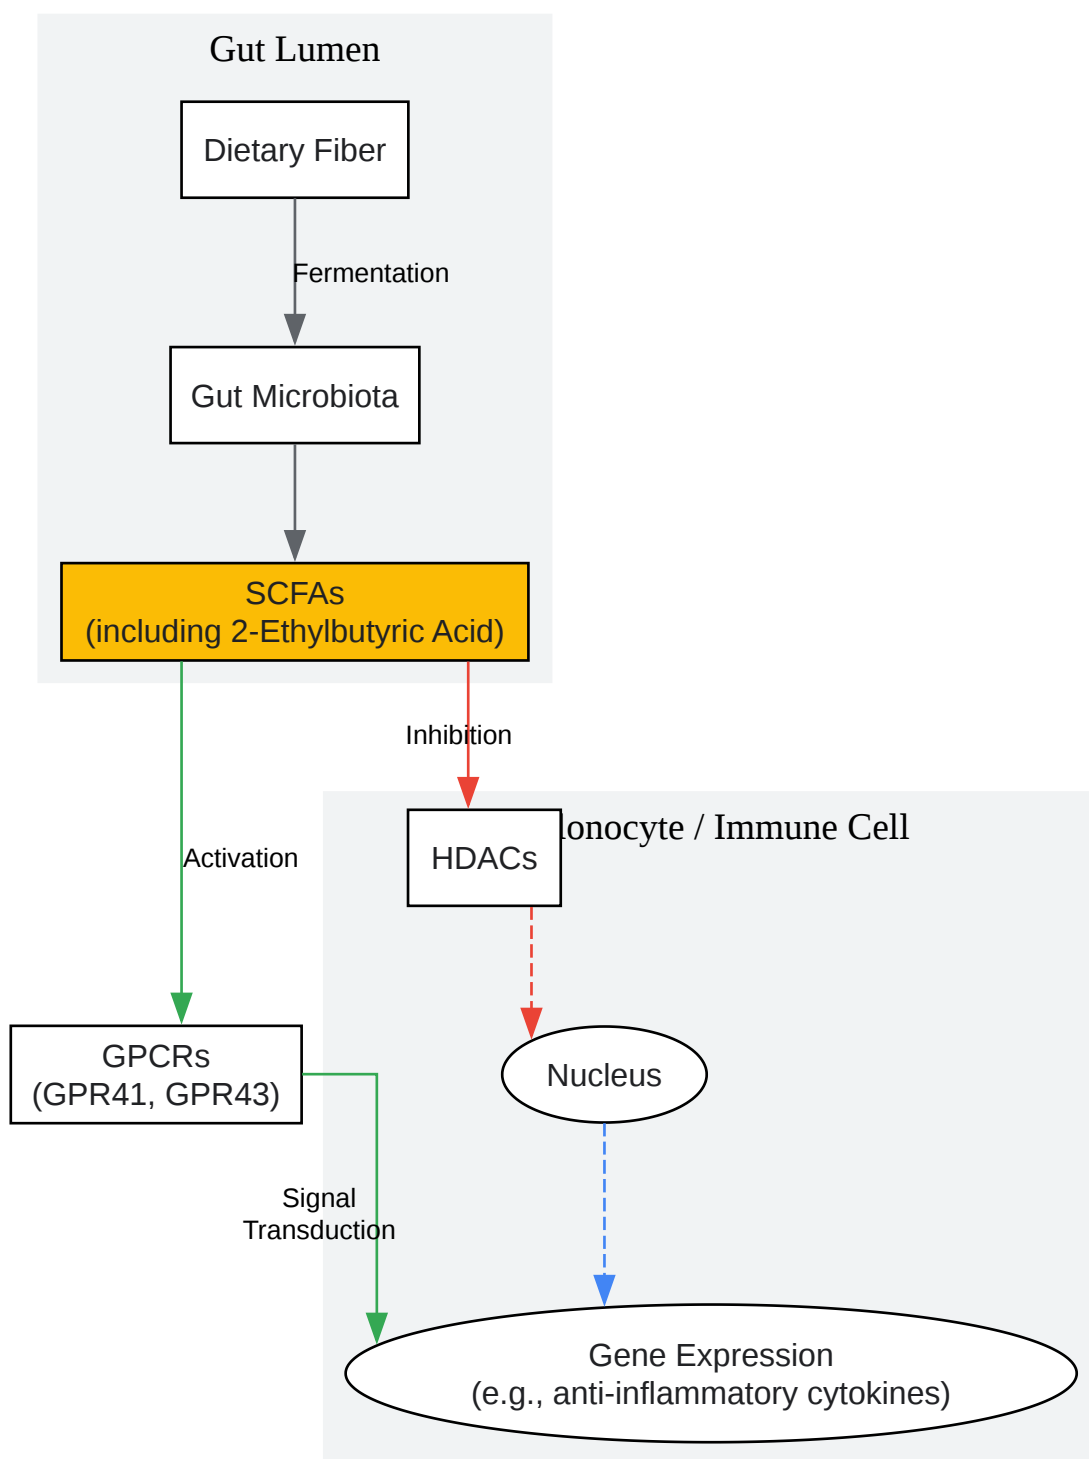 Gut Lumen
Dietary Fiber
Fermentation
Gut Microbiota
SCFAs
(including 2-Ethylbutyric Acid)
Inhibition
/ Immune Cell
HDACs
Activation
GPCRs
(GPR41, GPR43)
Nucleus
Signal
Transduction
Gene Expression
(e.g., anti-inflammatory cytokines)